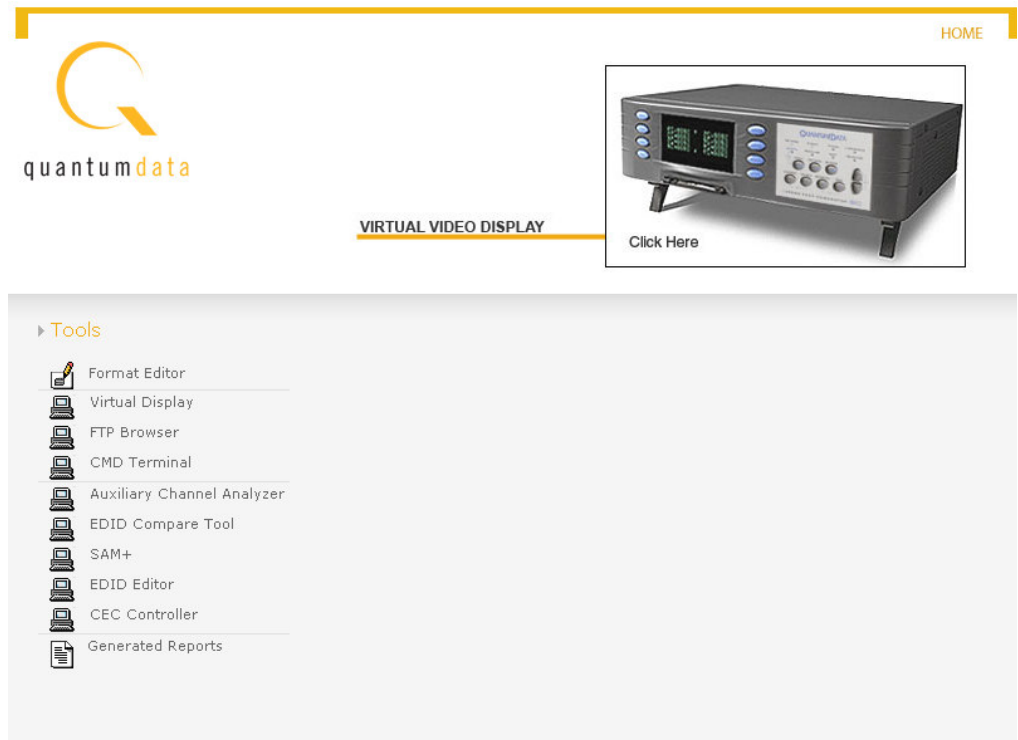 HOME
quantumdata
QUANTUMDATA
VIRTUAL VIDEO DISPLAY
Click Here
Tools
Format Editor
Virtual Display
FTP Browser
CMD Terminal
Auxiliary Channel Analyzer
EDID Compare Tool
SAM+
EDID Editor
CEC Controller
Generated Reports